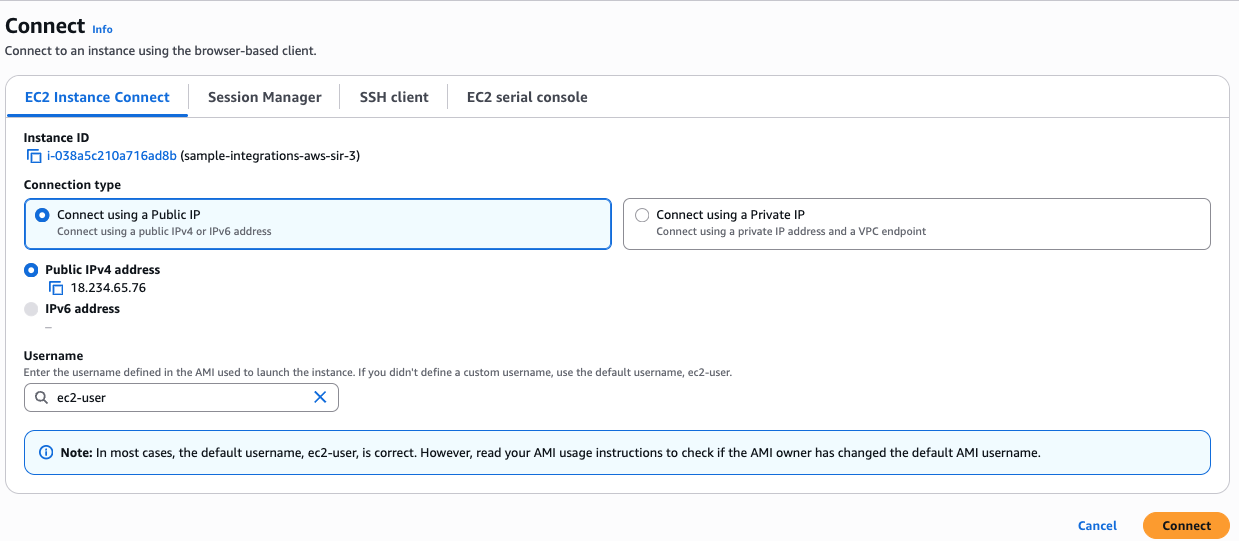 Connect Info
Connect to an instance using the browser-based client.
EC2 Instance Connect
Session Manager
SSH client
EC2 serial console
Instance ID
i-038a5c210a716ad8b (sample-integrations-aws-sir-3)
Connection type
Connect using a Public IP
Connect using a public IPv4 or IPv6 address
Connect using a Private IP
Connect using a private IP address and a VPC endpoint
Public IPv4 address
18.234.65.76
IPv6 address
–
Username
Enter the username defined in the AMI used to launch the instance. If you didn't define a custom username, use the default username, ec2-user.
ec2-user
Note: In most cases, the default username, ec2-user, is correct. However, read your AMI usage instructions to check if the AMI owner has changed the default AMI username.
Cancel
Connect